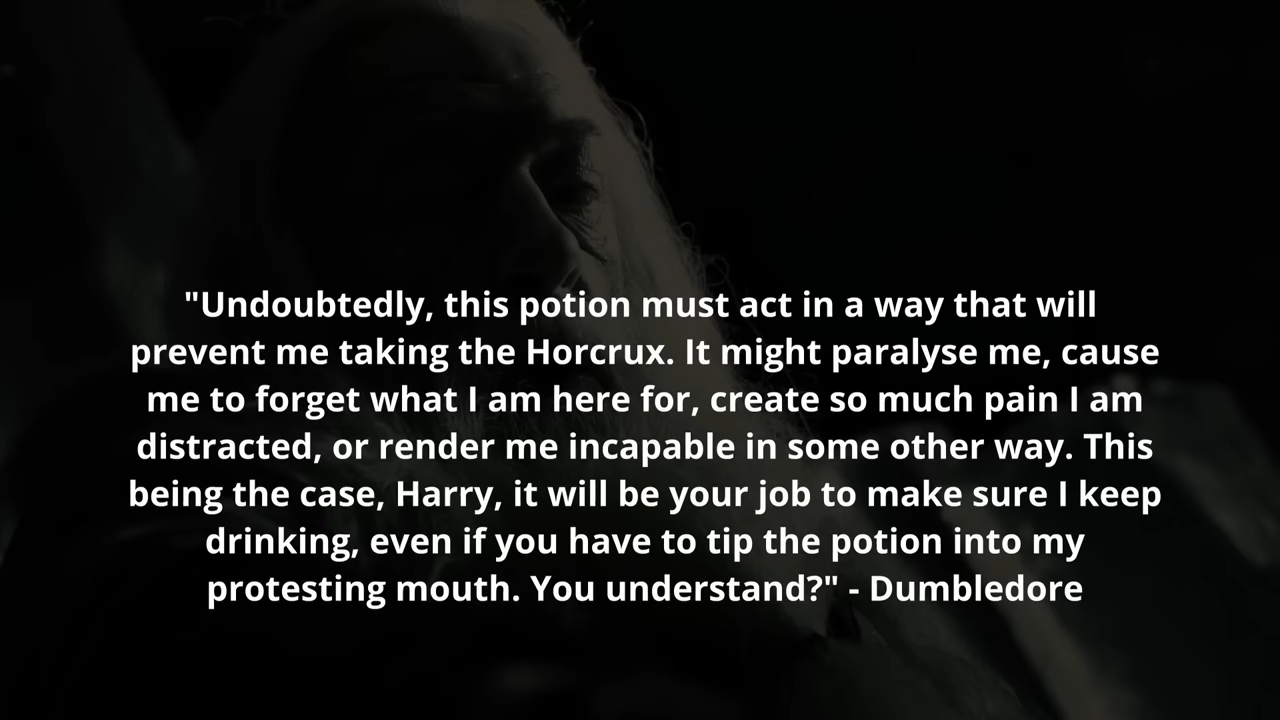 "Undoubtedly, this potion must act in a way that will
prevent me taking the Horcrux. It might paralyse me, cause
me to forget what I am here for, create so much pain I am
distracted, or render me incapable in some other way. This
being the case, Harry, it will be your job to make sure I keep
drinking, even if you have to tip the potion into my
protesting mouth. You understand?" - Dumbledore